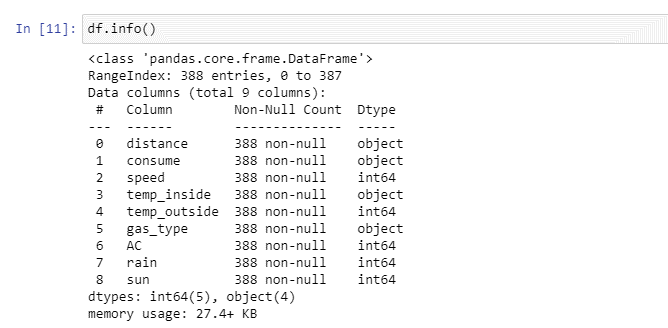 In [11]: df.info()
<class 'pandas.core.frame.DataFrame'>
RangeIndex: 388 entries, 0 to 387
Data columns (total 9 columns):
 #   Column        Non-Null Count  Dtype
---  ------        --------------  -----
 0   distance      388 non-null    object
 1   consume       388 non-null    object
 2   speed         388 non-null    int64
 3   temp_inside   388 non-null    object
 4   temp_outside  388 non-null    int64
 5   gas_type      388 non-null    object
 6   AC            388 non-null    int64
 7   rain          388 non-null    int64
 8   sun           388 non-null    int64
dtypes: int64(5), object(4)
memory usage: 27.4+ KB